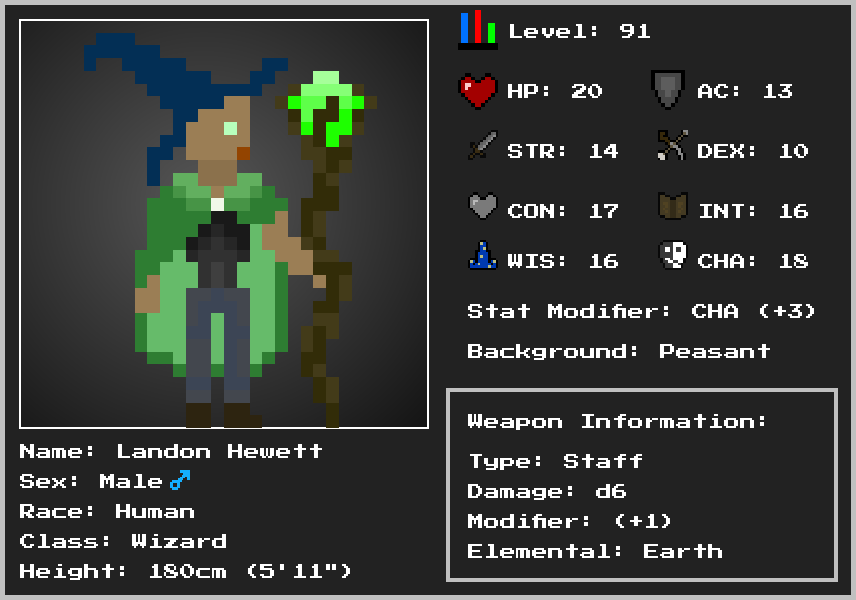 Level: 91
HP: 20 AC: 13
STR: 14 DEX: 10
CON: 17 INT: 16
WIS: 16 CHA: 18
Stat Modifier: CHA (+3)
Background: Peasant
Weapon Information:
Type: Staff
Damage: d6
Modifier: (+1)
Elemental: Earth
Name: Landon Hewett
Sex: Male ♂
Race: Human
Class: Wizard
Height: 180cm (5'11")